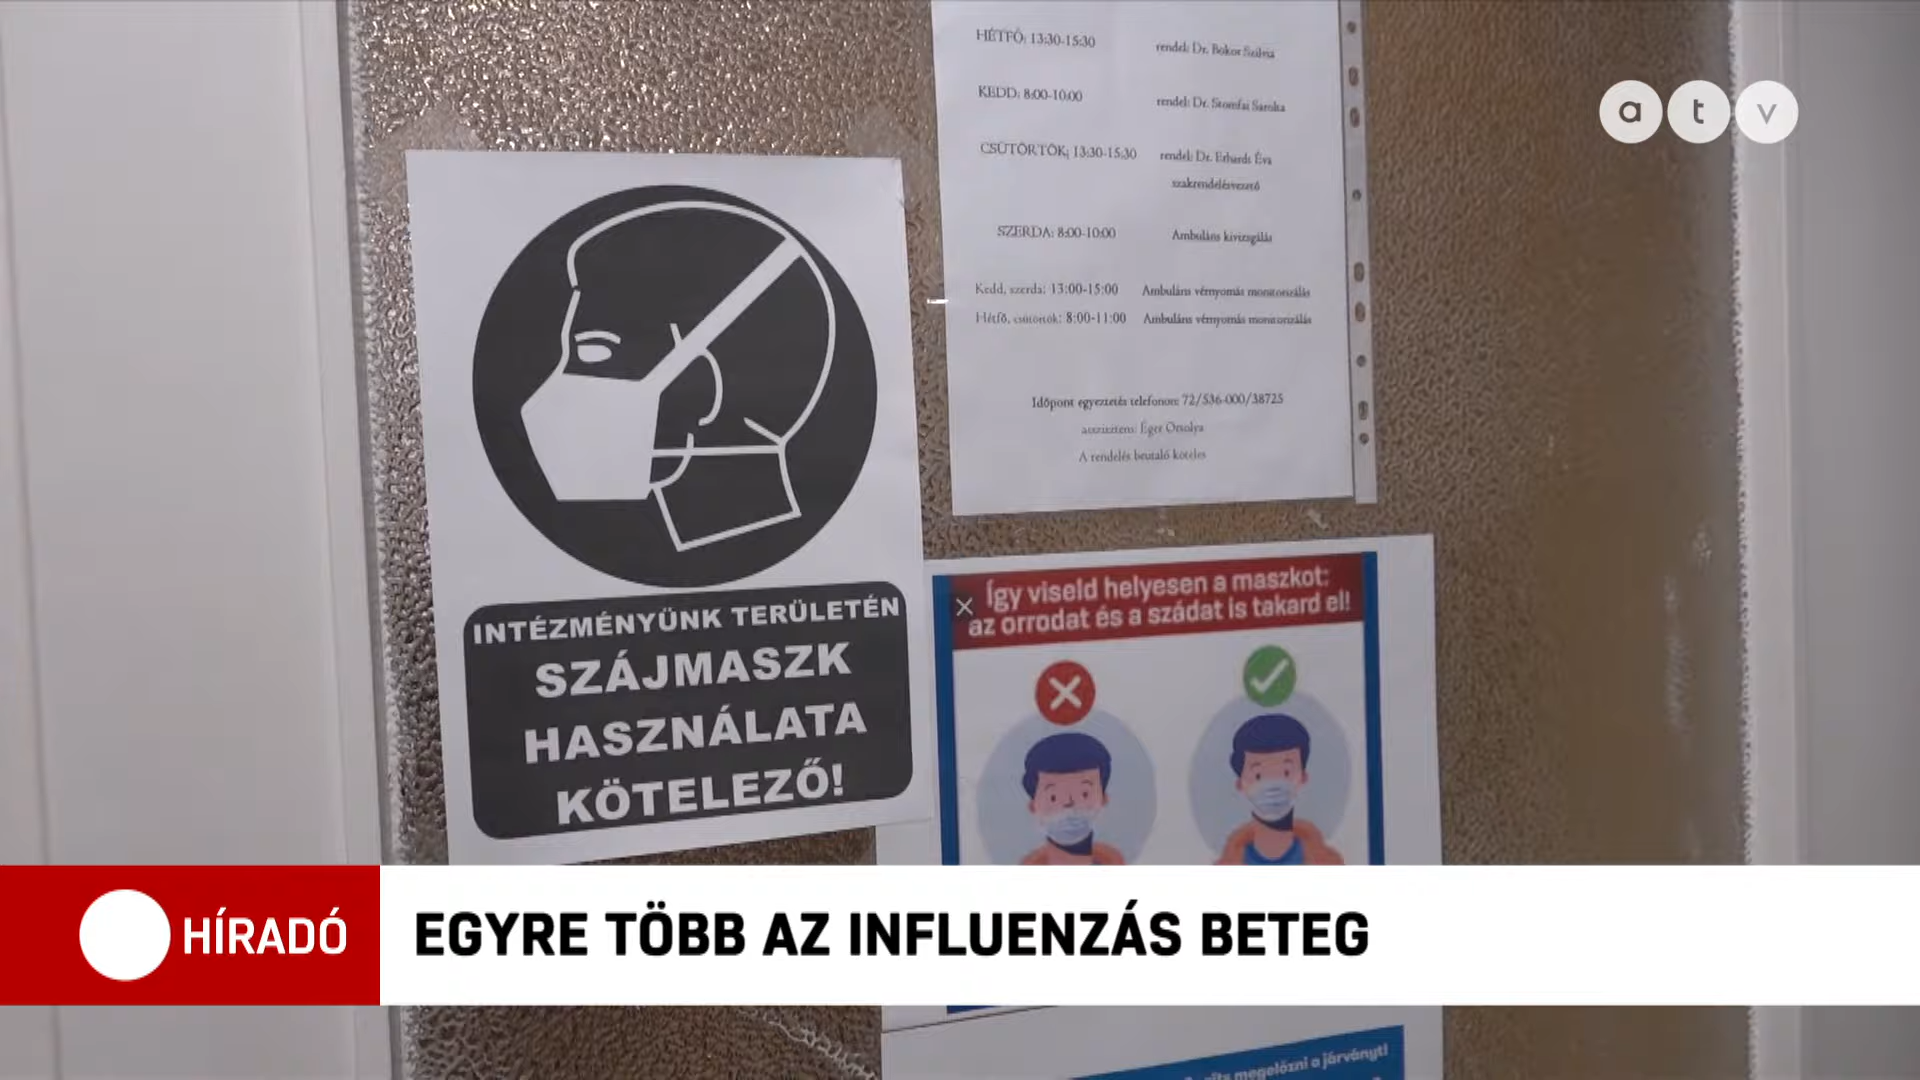 HÉTFŐ: 13:30-15:30 rendel: Dr. Bokor Szilvia
KEDD: 8:00-10:00 rendel: Dr. Stomfai Sarolta
CSÜTÖRTÖK: 13:30-15:30 rendel: Dr. Erhardt Éva
szakrendelésvezető
SZERDA: 8:00-10:00 Ambuláns kivizsgálás
Kedd, szerda: 13:00-15:00 Ambuláns vérnyomás monitorizálás
Hétfő, csütörtök: 8:00-11:00 Ambuláns vérnyomás monitorizálás
Időpont egyeztetés telefonon: 72/536-000/38725
asszisztens: Éger Orsolya
A rendelés beutaló köteles
a t v
INTÉZMÉNYÜNK TERÜLETÉN
SZÁJMASZK
HASZNÁLATA
KÖTELEZŐ!
Így viseld helyesen a maszkot:
az orrodat és a szádat is takard el!
HÍRADÓ
EGYRE TÖBB AZ INFLUENZÁS BETEG
megelőzni a járványt!